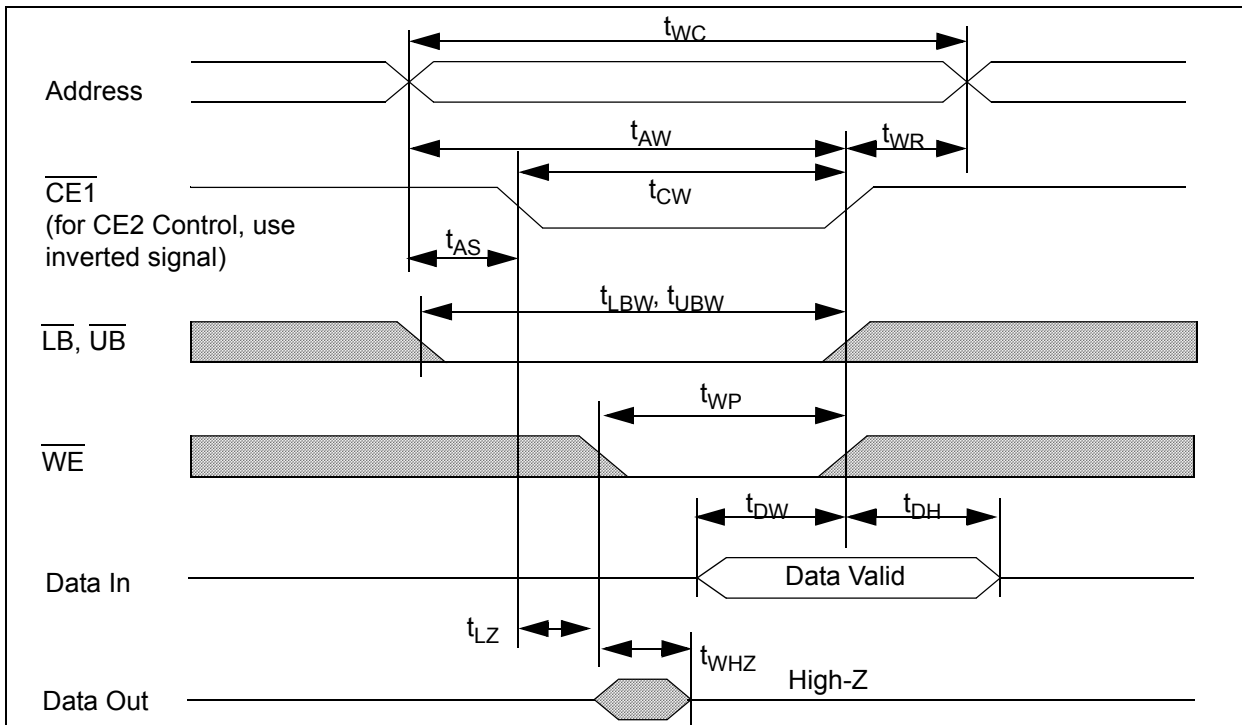 tWC
Address
tAW
tWR
CE1
(for CE2 Control, use
inverted signal)
tCW
tAS
tLBW, tUBW
LB, UB
tWP
WE
tDW
tDH
Data In
Data Valid
tLZ
tWHZ
High-Z
Data Out